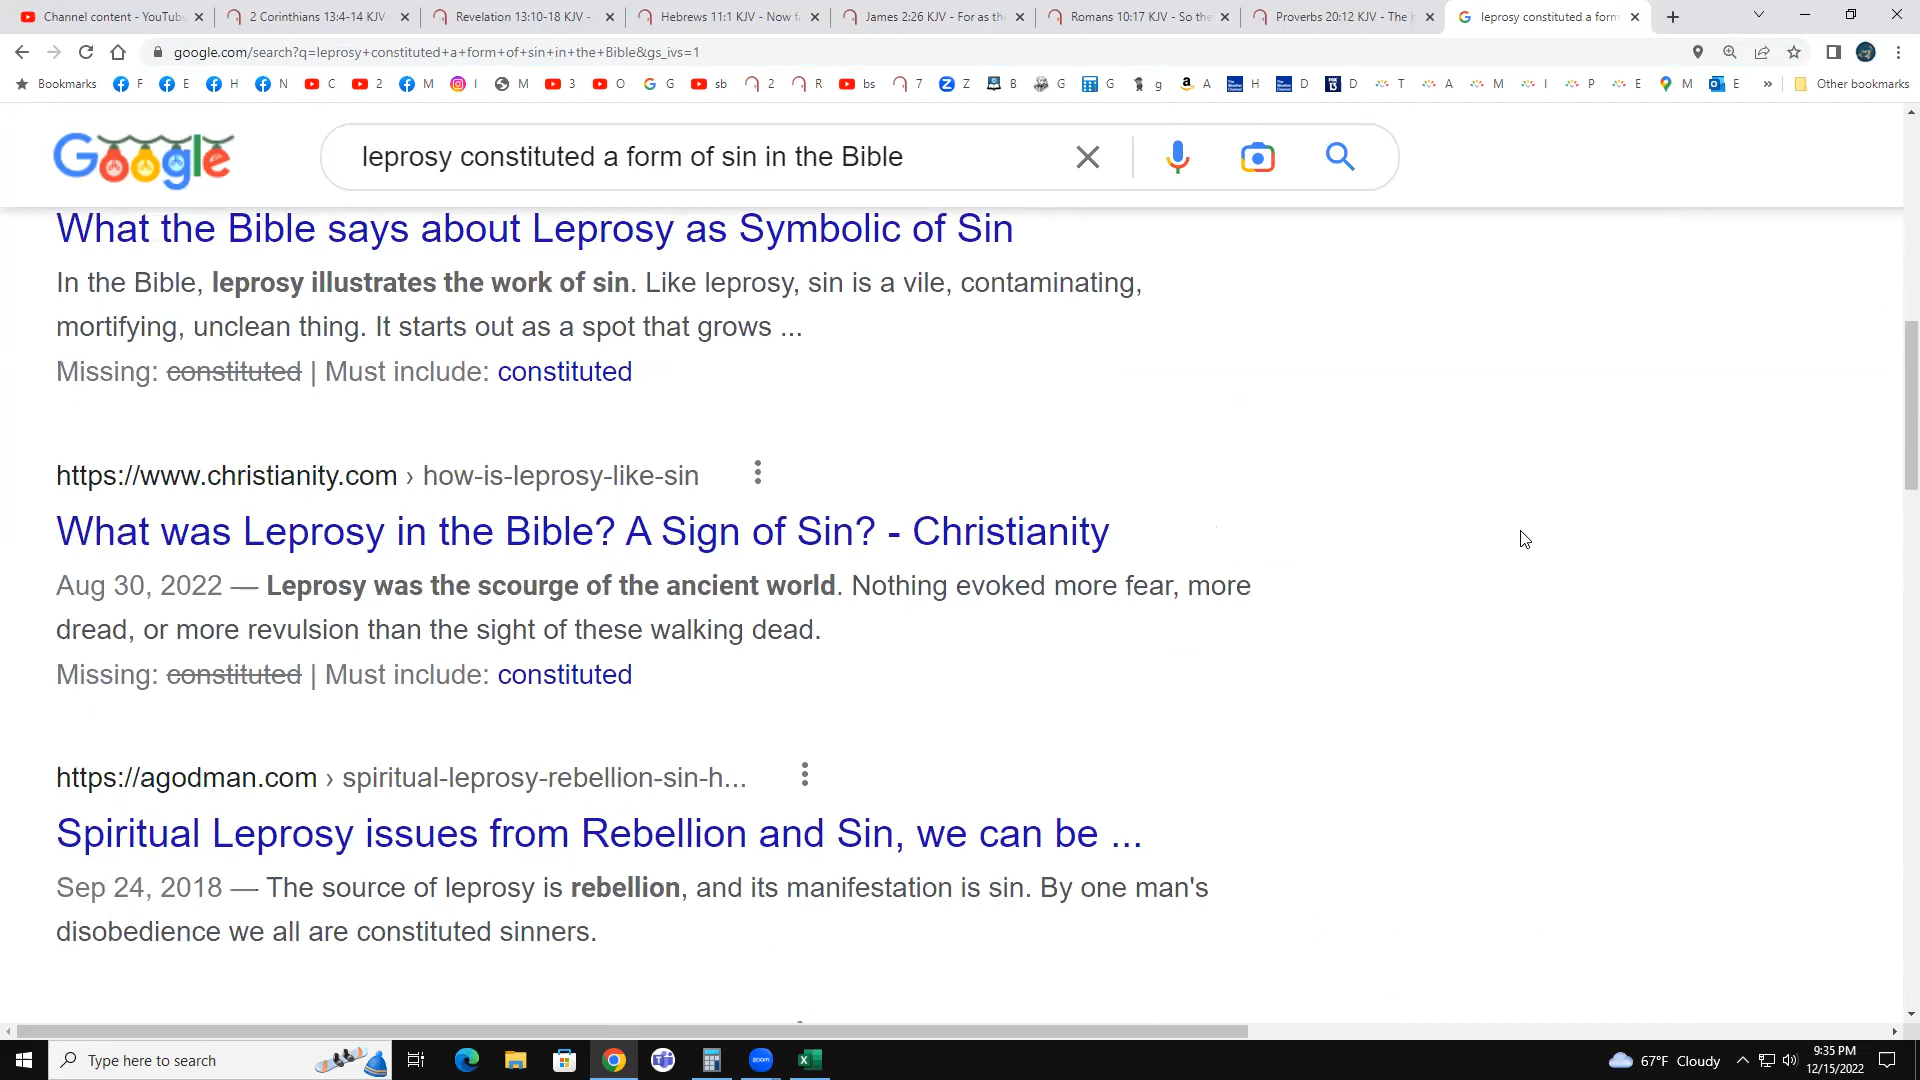 Channel content - YouTube
2 Corinthians 13:4-14 KJV
Revelation 13:10-18 KJV -
Hebrews 11:1 KJV - Now f
James 2:26 KJV - For as th
Romans 10:17 KJV - So the
Proverbs 20:12 KJV - The h
leprosy constituted a form
google.com/search?q=leprosy+constituted+a+form+of+sin+in+the+Bible&gs_ivs=1
Bookmarks F E H N C 2 M I M 3 O G sb 2 R bs 7 Z B G G g A H D D T A M I P E M E » Other bookmarks
Google
leprosy constituted a form of sin in the Bible
What the Bible says about Leprosy as Symbolic of Sin
In the Bible, leprosy illustrates the work of sin. Like leprosy, sin is a vile, contaminating,
mortifying, unclean thing. It starts out as a spot that grows ...
Missing: constituted | Must include: constituted
https://www.christianity.com › how-is-leprosy-like-sin
What was Leprosy in the Bible? A Sign of Sin? - Christianity
Aug 30, 2022 — Leprosy was the scourge of the ancient world. Nothing evoked more fear, more
dread, or more revulsion than the sight of these walking dead.
Missing: constituted | Must include: constituted
https://agodman.com › spiritual-leprosy-rebellion-sin-h...
Spiritual Leprosy issues from Rebellion and Sin, we can be ...
Sep 24, 2018 — The source of leprosy is rebellion, and its manifestation is sin. By one man's
disobedience we all are constituted sinners.
Type here to search
zoom
67°F Cloudy
9:35 PM
12/15/2022